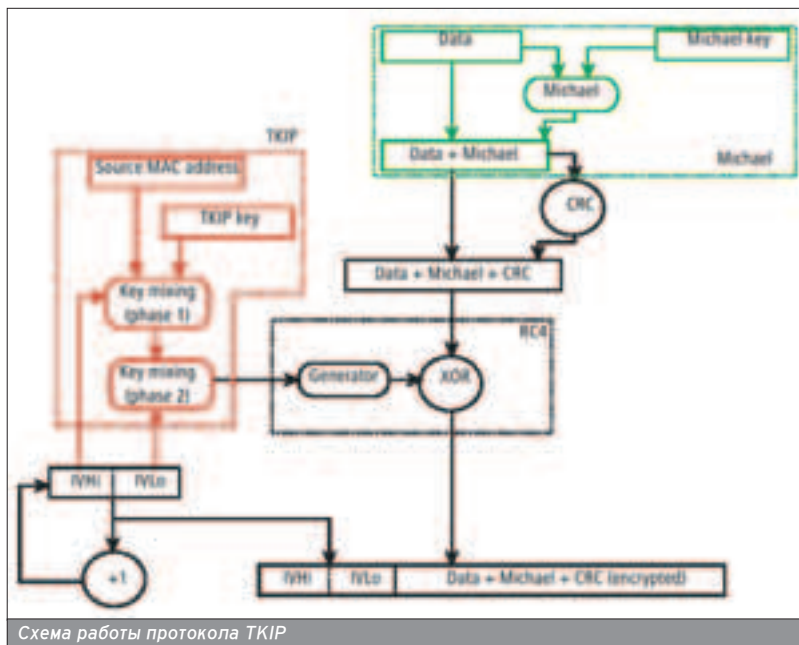 Data
Michael key
Michael
TKIP
Data + Michael
Michael
Source MAC address
CRC
TKIP key
Data + Michael + CRC
Key mixing
(phase 1)
RC4
Key mixing
(phase 2)
Generator
XOR
IVHi
IVLo
+1
IVHi
IVLo
Data + Michael + CRC (encrypted)
Схема работы протокола TKIP